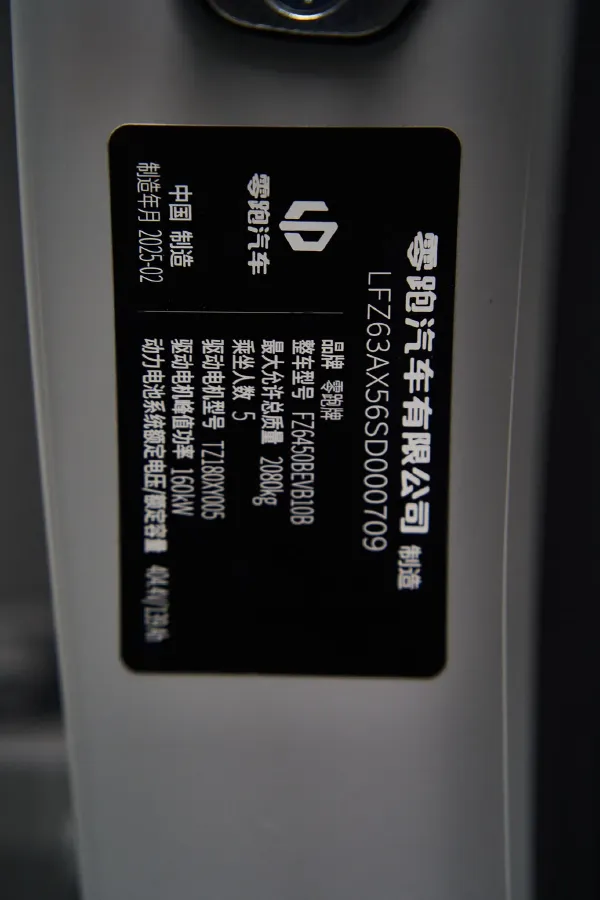 零跑汽车有限公司 制造
LFZ63AX56SD000709
零跑汽车
品牌 零跑牌
整车型号 FZ6450BEVB10B
最大允许总质量 2080kg
乘坐人数 5
驱动电机型号 TZ180XY005
驱动电机峰值功率 160kW
动力电池系统额定电压/额定容量 404.4V/139Ah
中国 制造
制造年月 2025-02